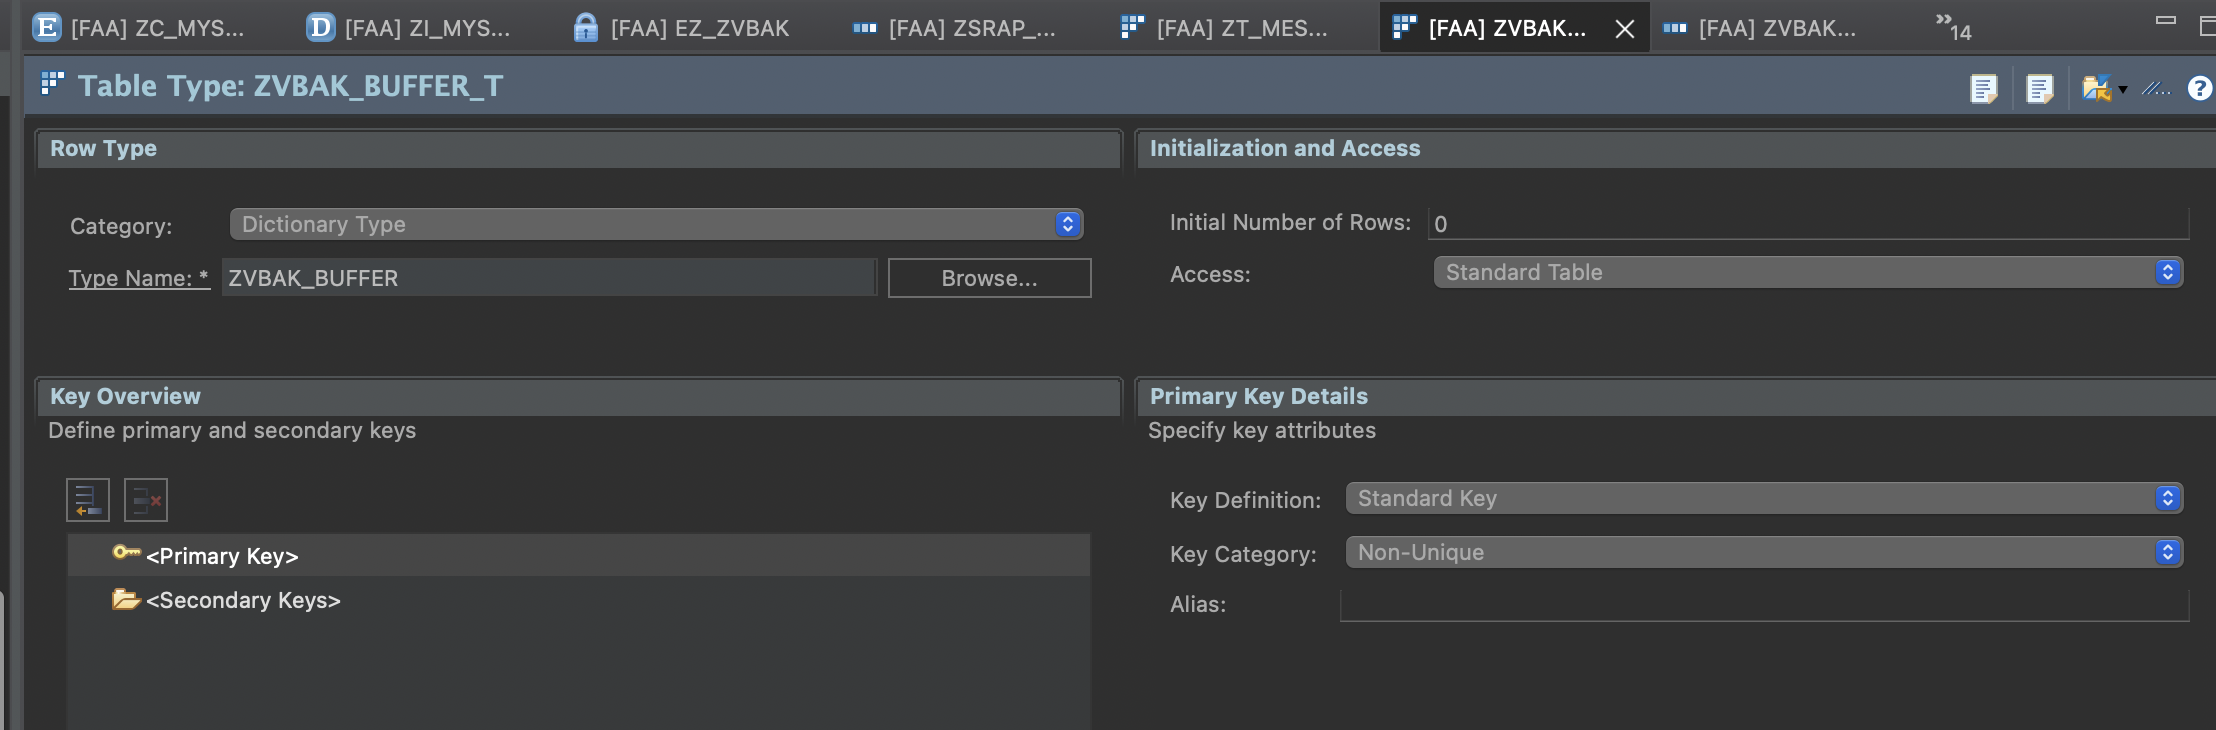 [FAA] ZC_MYS... [FAA] ZI_MYS... [FAA] EZ_ZVBAK [FAA] ZSRAP_... [FAA] ZT_MES... [FAA] ZVBAK... [FAA] ZVBAK... »14
Table Type: ZVBAK_BUFFER_T
Row Type
Category: Dictionary Type
Type Name: * ZVBAK_BUFFER Browse...
Initialization and Access
Initial Number of Rows: 0
Access: Standard Table
Key Overview
Define primary and secondary keys
<Primary Key>
<Secondary Keys>
Primary Key Details
Specify key attributes
Key Definition: Standard Key
Key Category: Non-Unique
Alias: